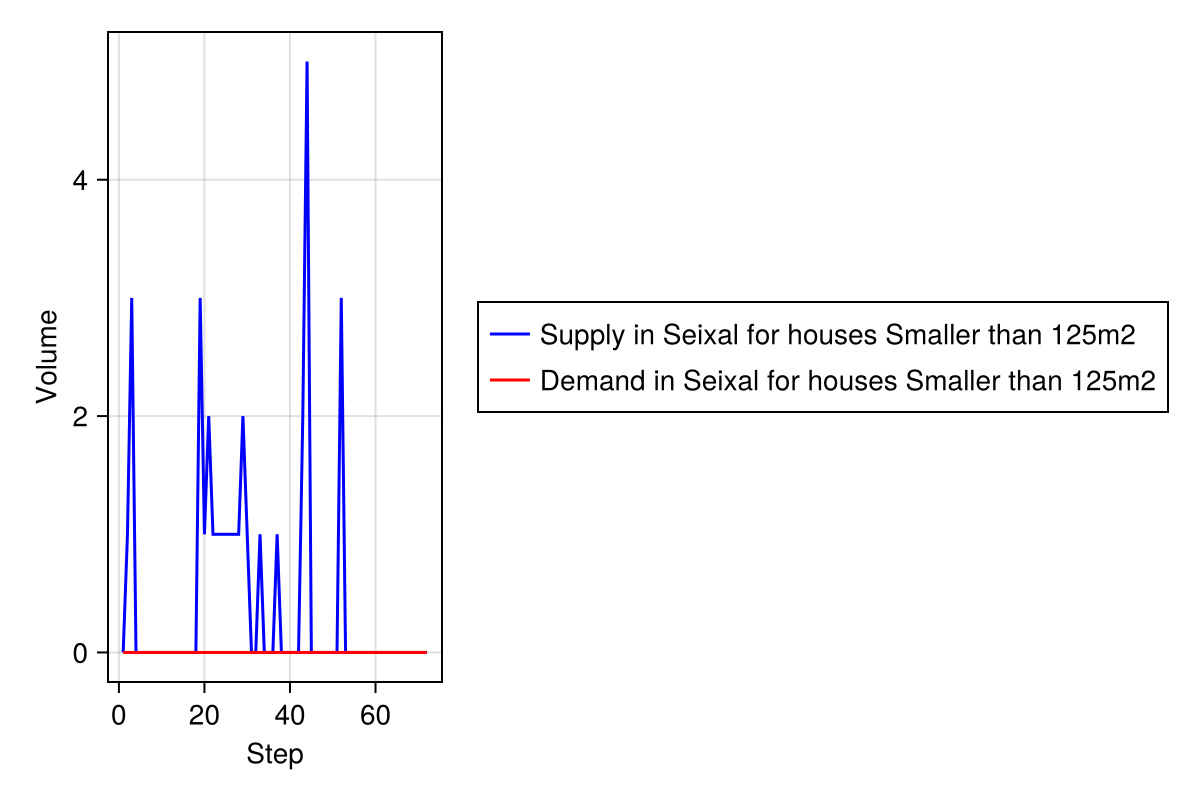 Volume
4
2
0
0 20 40 60
Step
Supply in Seixal for houses Smaller than 125m2
Demand in Seixal for houses Smaller than 125m2